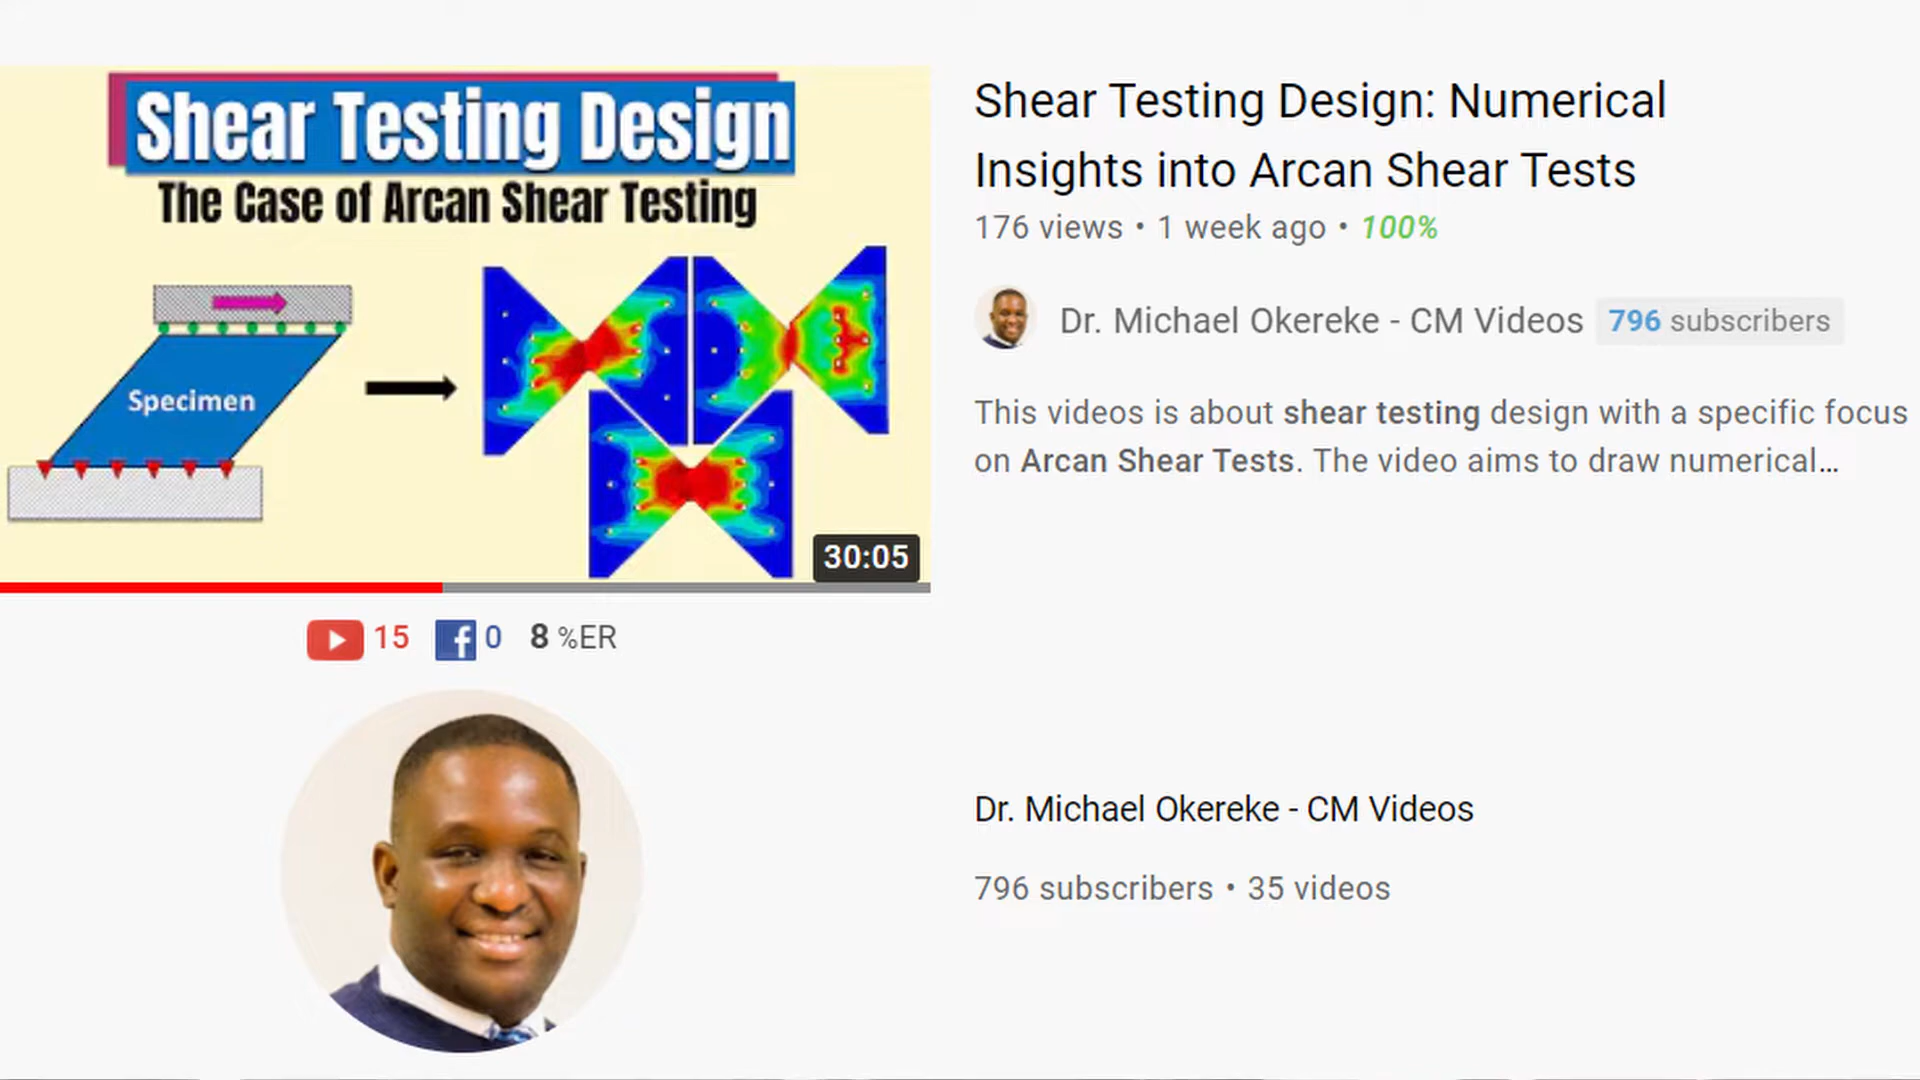 Shear Testing Design
The Case of Arcan Shear Testing
Specimen
30:05
15 f 0 8 %ER
Shear Testing Design: Numerical
Insights into Arcan Shear Tests
176 views • 1 week ago • 100%
Dr. Michael Okereke - CM Videos 796 subscribers
This videos is about shear testing design with a specific focus
on Arcan Shear Tests. The video aims to draw numerical...
Dr. Michael Okereke - CM Videos
796 subscribers • 35 videos